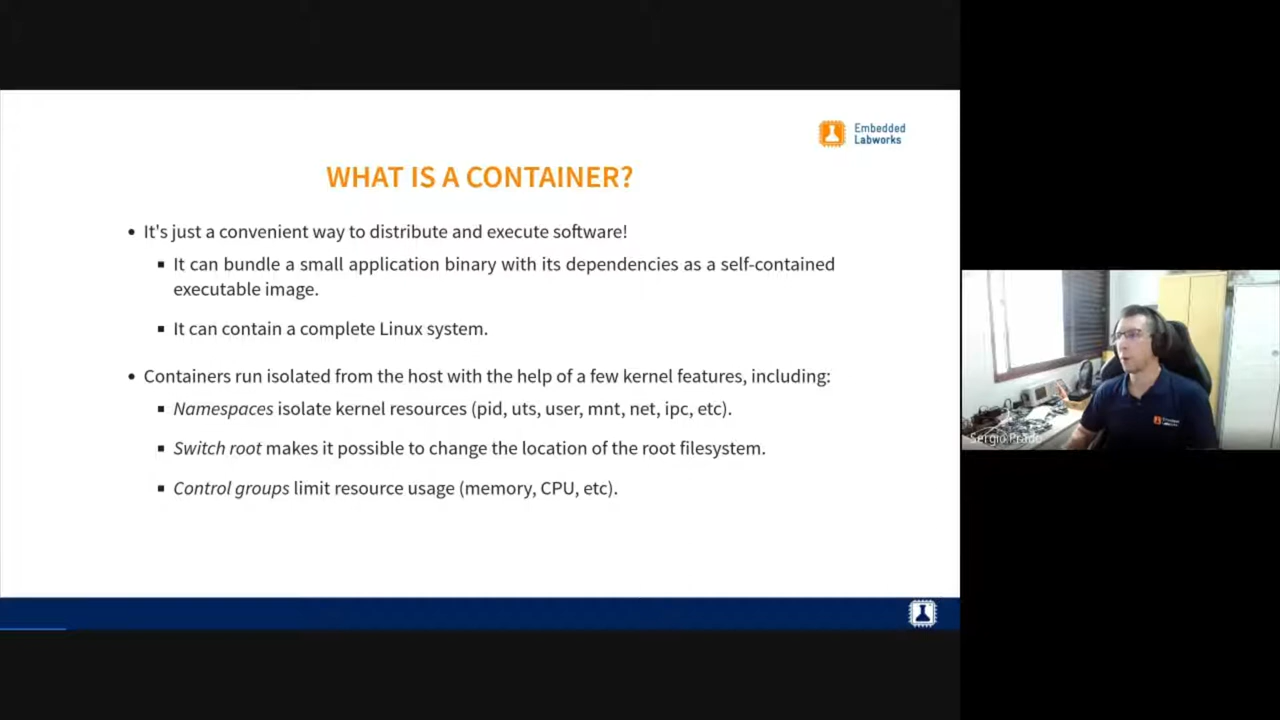 Embedded
Labworks
WHAT IS A CONTAINER?
• It's just a convenient way to distribute and execute software!
▪ It can bundle a small application binary with its dependencies as a self-contained
executable image.
▪ It can contain a complete Linux system.
• Containers run isolated from the host with the help of a few kernel features, including:
▪ Namespaces isolate kernel resources (pid, uts, user, mnt, net, ipc, etc).
▪ Switch root makes it possible to change the location of the root filesystem.
▪ Control groups limit resource usage (memory, CPU, etc).
Sergio Prado
Embedded
Labworks